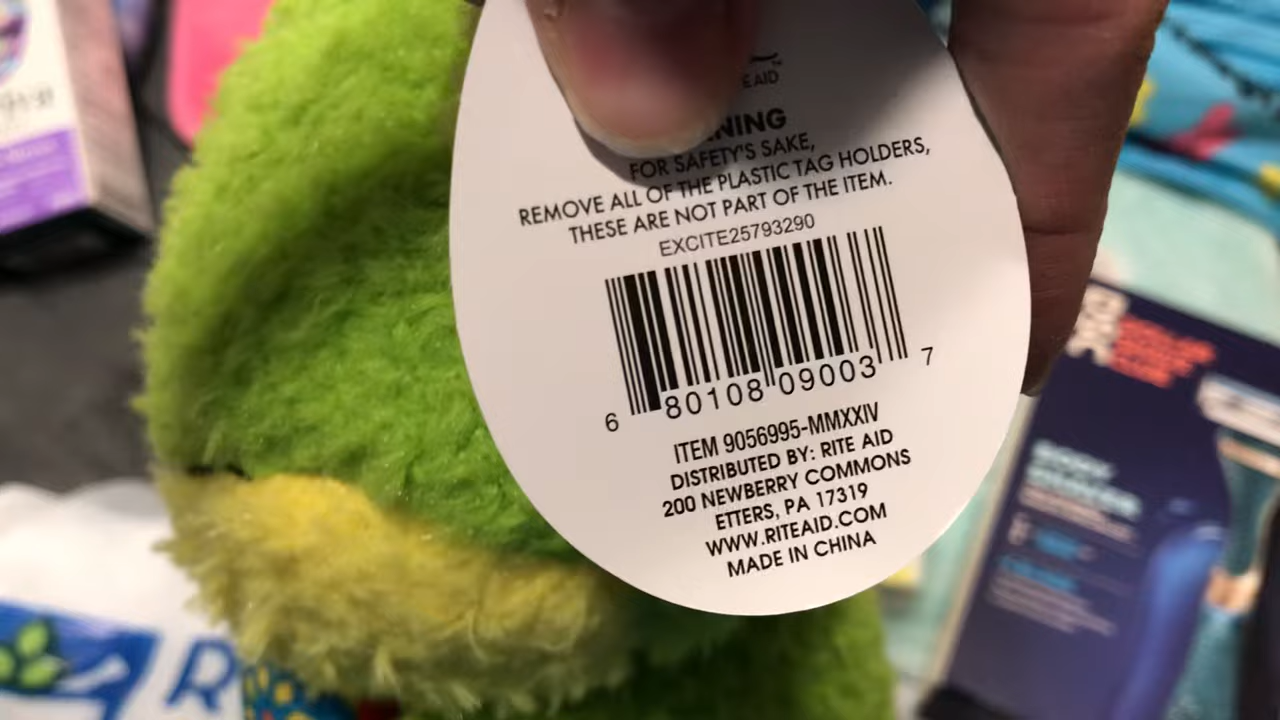 E AID
NING
FOR SAFETY'S SAKE,
REMOVE ALL OF THE PLASTIC TAG HOLDERS,
THESE ARE NOT PART OF THE ITEM.
EXCITE25793290
6 80108 09003 7
ITEM 9056995-MMXXIV
DISTRIBUTED BY: RITE AID
200 NEWBERRY COMMONS
ETTERS, PA 17319
WWW.RITEAID.COM
MADE IN CHINA
R